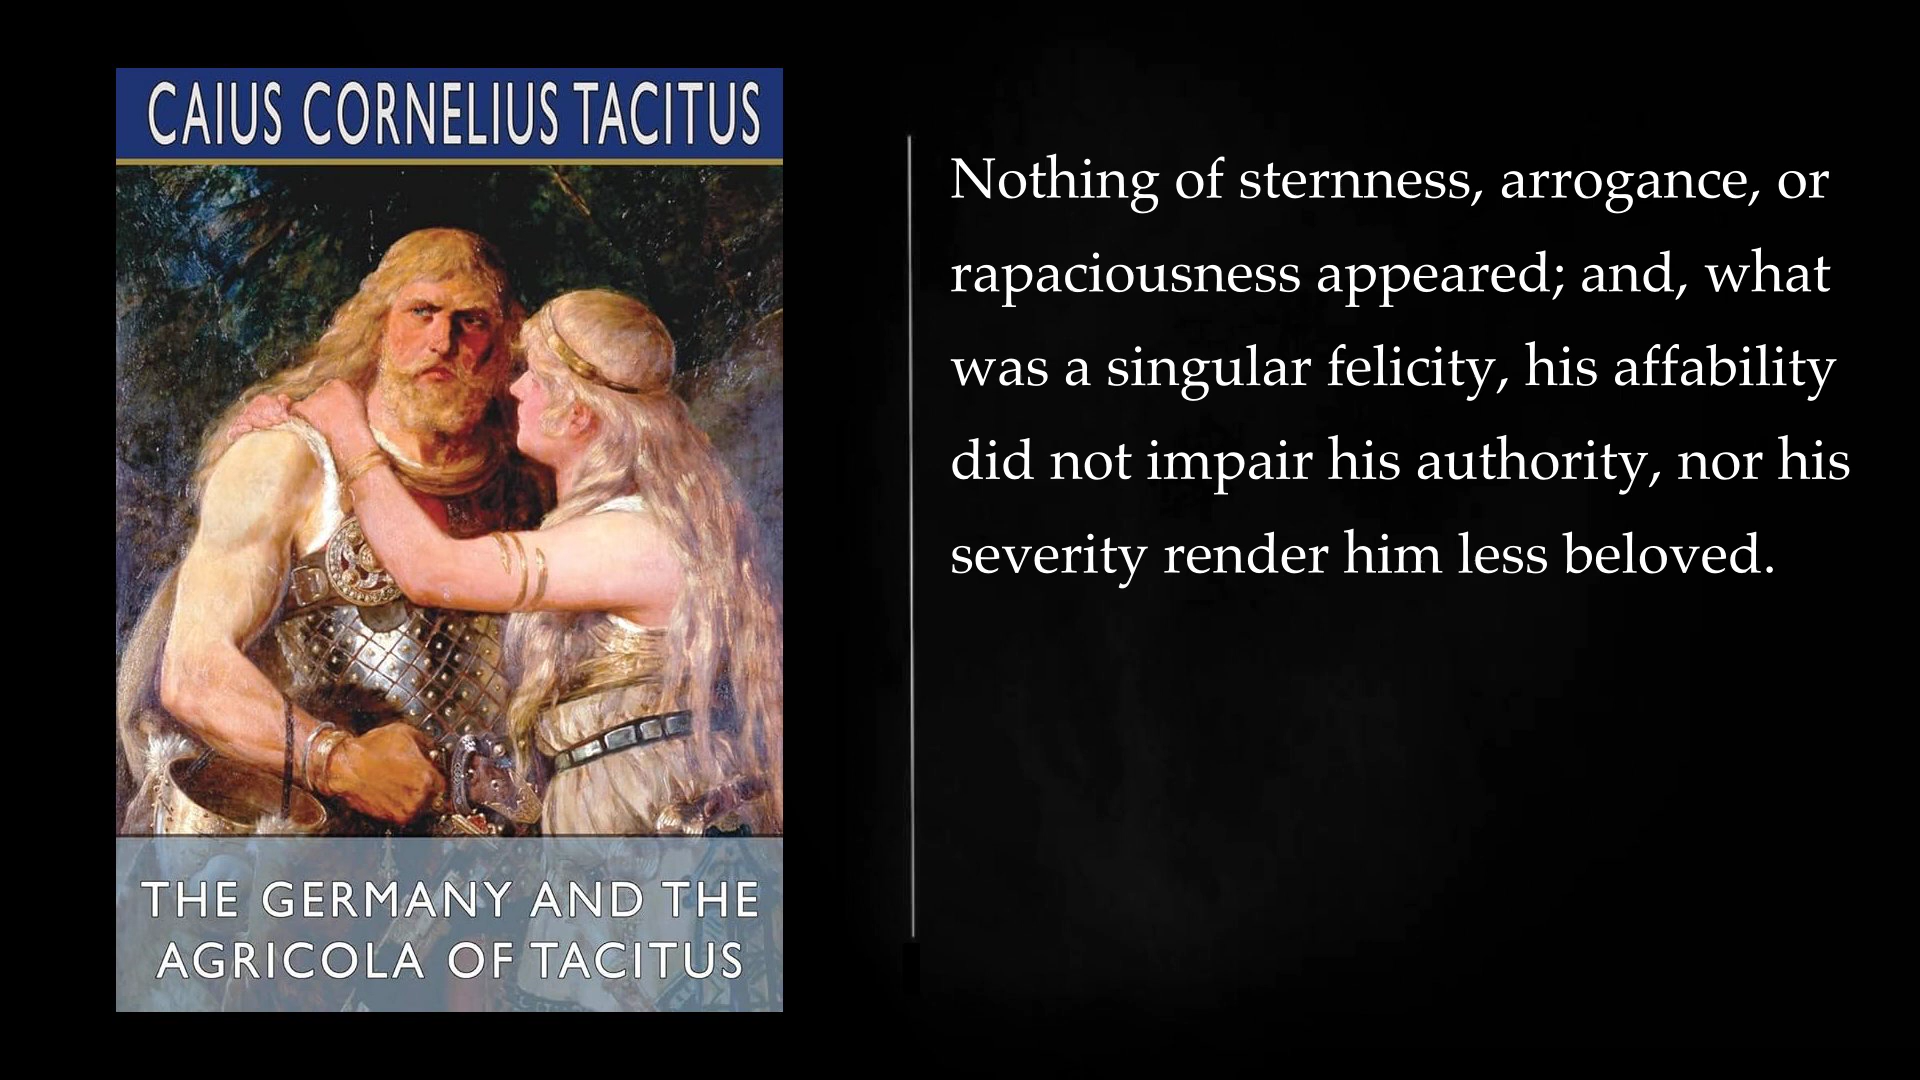 CAIUS CORNELIUS TACITUS
THE GERMANY AND THE
AGRICOLA OF TACITUS
Nothing of sternness, arrogance, or
rapaciousness appeared; and, what
was a singular felicity, his affability
did not impair his authority, nor his
severity render him less beloved.